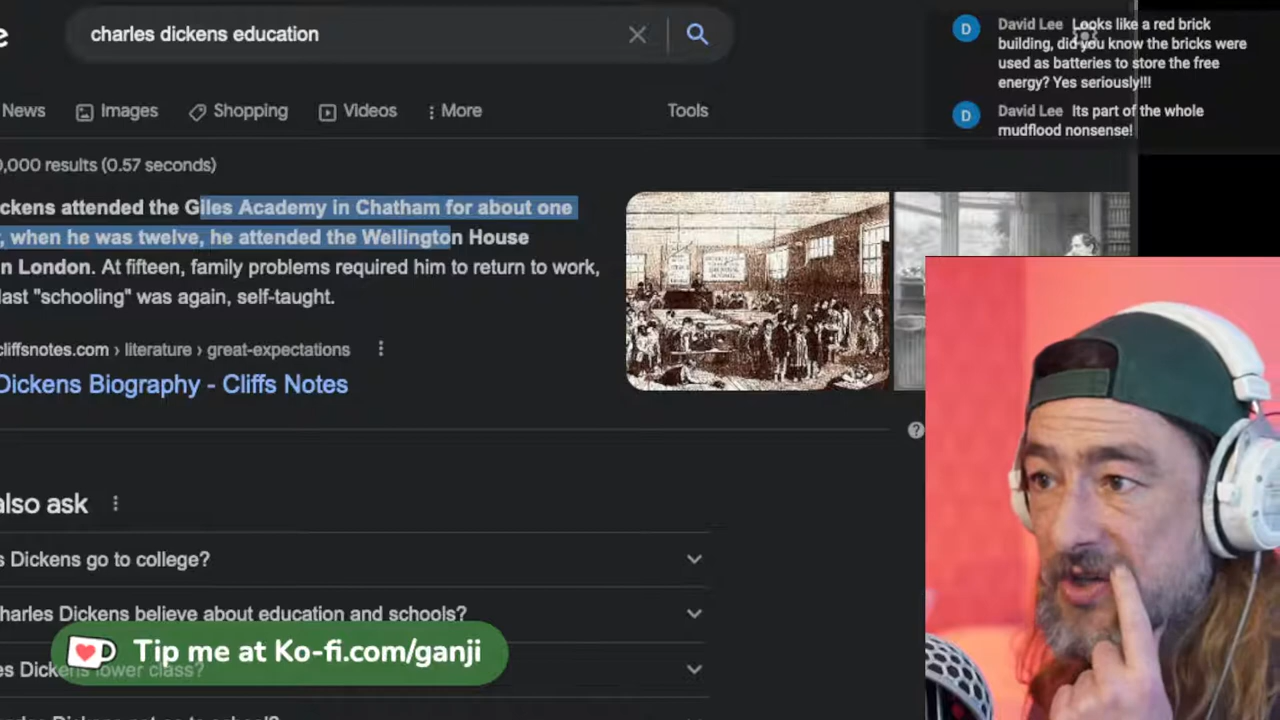 e
charles dickens education
News
Images
Shopping
Videos
More
Tools
0,000 results (0.57 seconds)
ckens attended the Giles Academy in Chatham for about one
, when he was twelve, he attended the Wellington House
n London. At fifteen, family problems required him to return to work,
last "schooling" was again, self-taught.
cliffsnotes.com › literature › great-expectations
Dickens Biography - Cliffs Notes
also ask
s Dickens go to college?
harles Dickens believe about education and schools?
es Dickens lower class?
Tip me at Ko-fi.com/ganji
D
David Lee Looks like a red brick
building, did you know the bricks were
used as batteries to store the free
energy? Yes seriously!!!
D
David Lee Its part of the whole
mudflood nonsense!